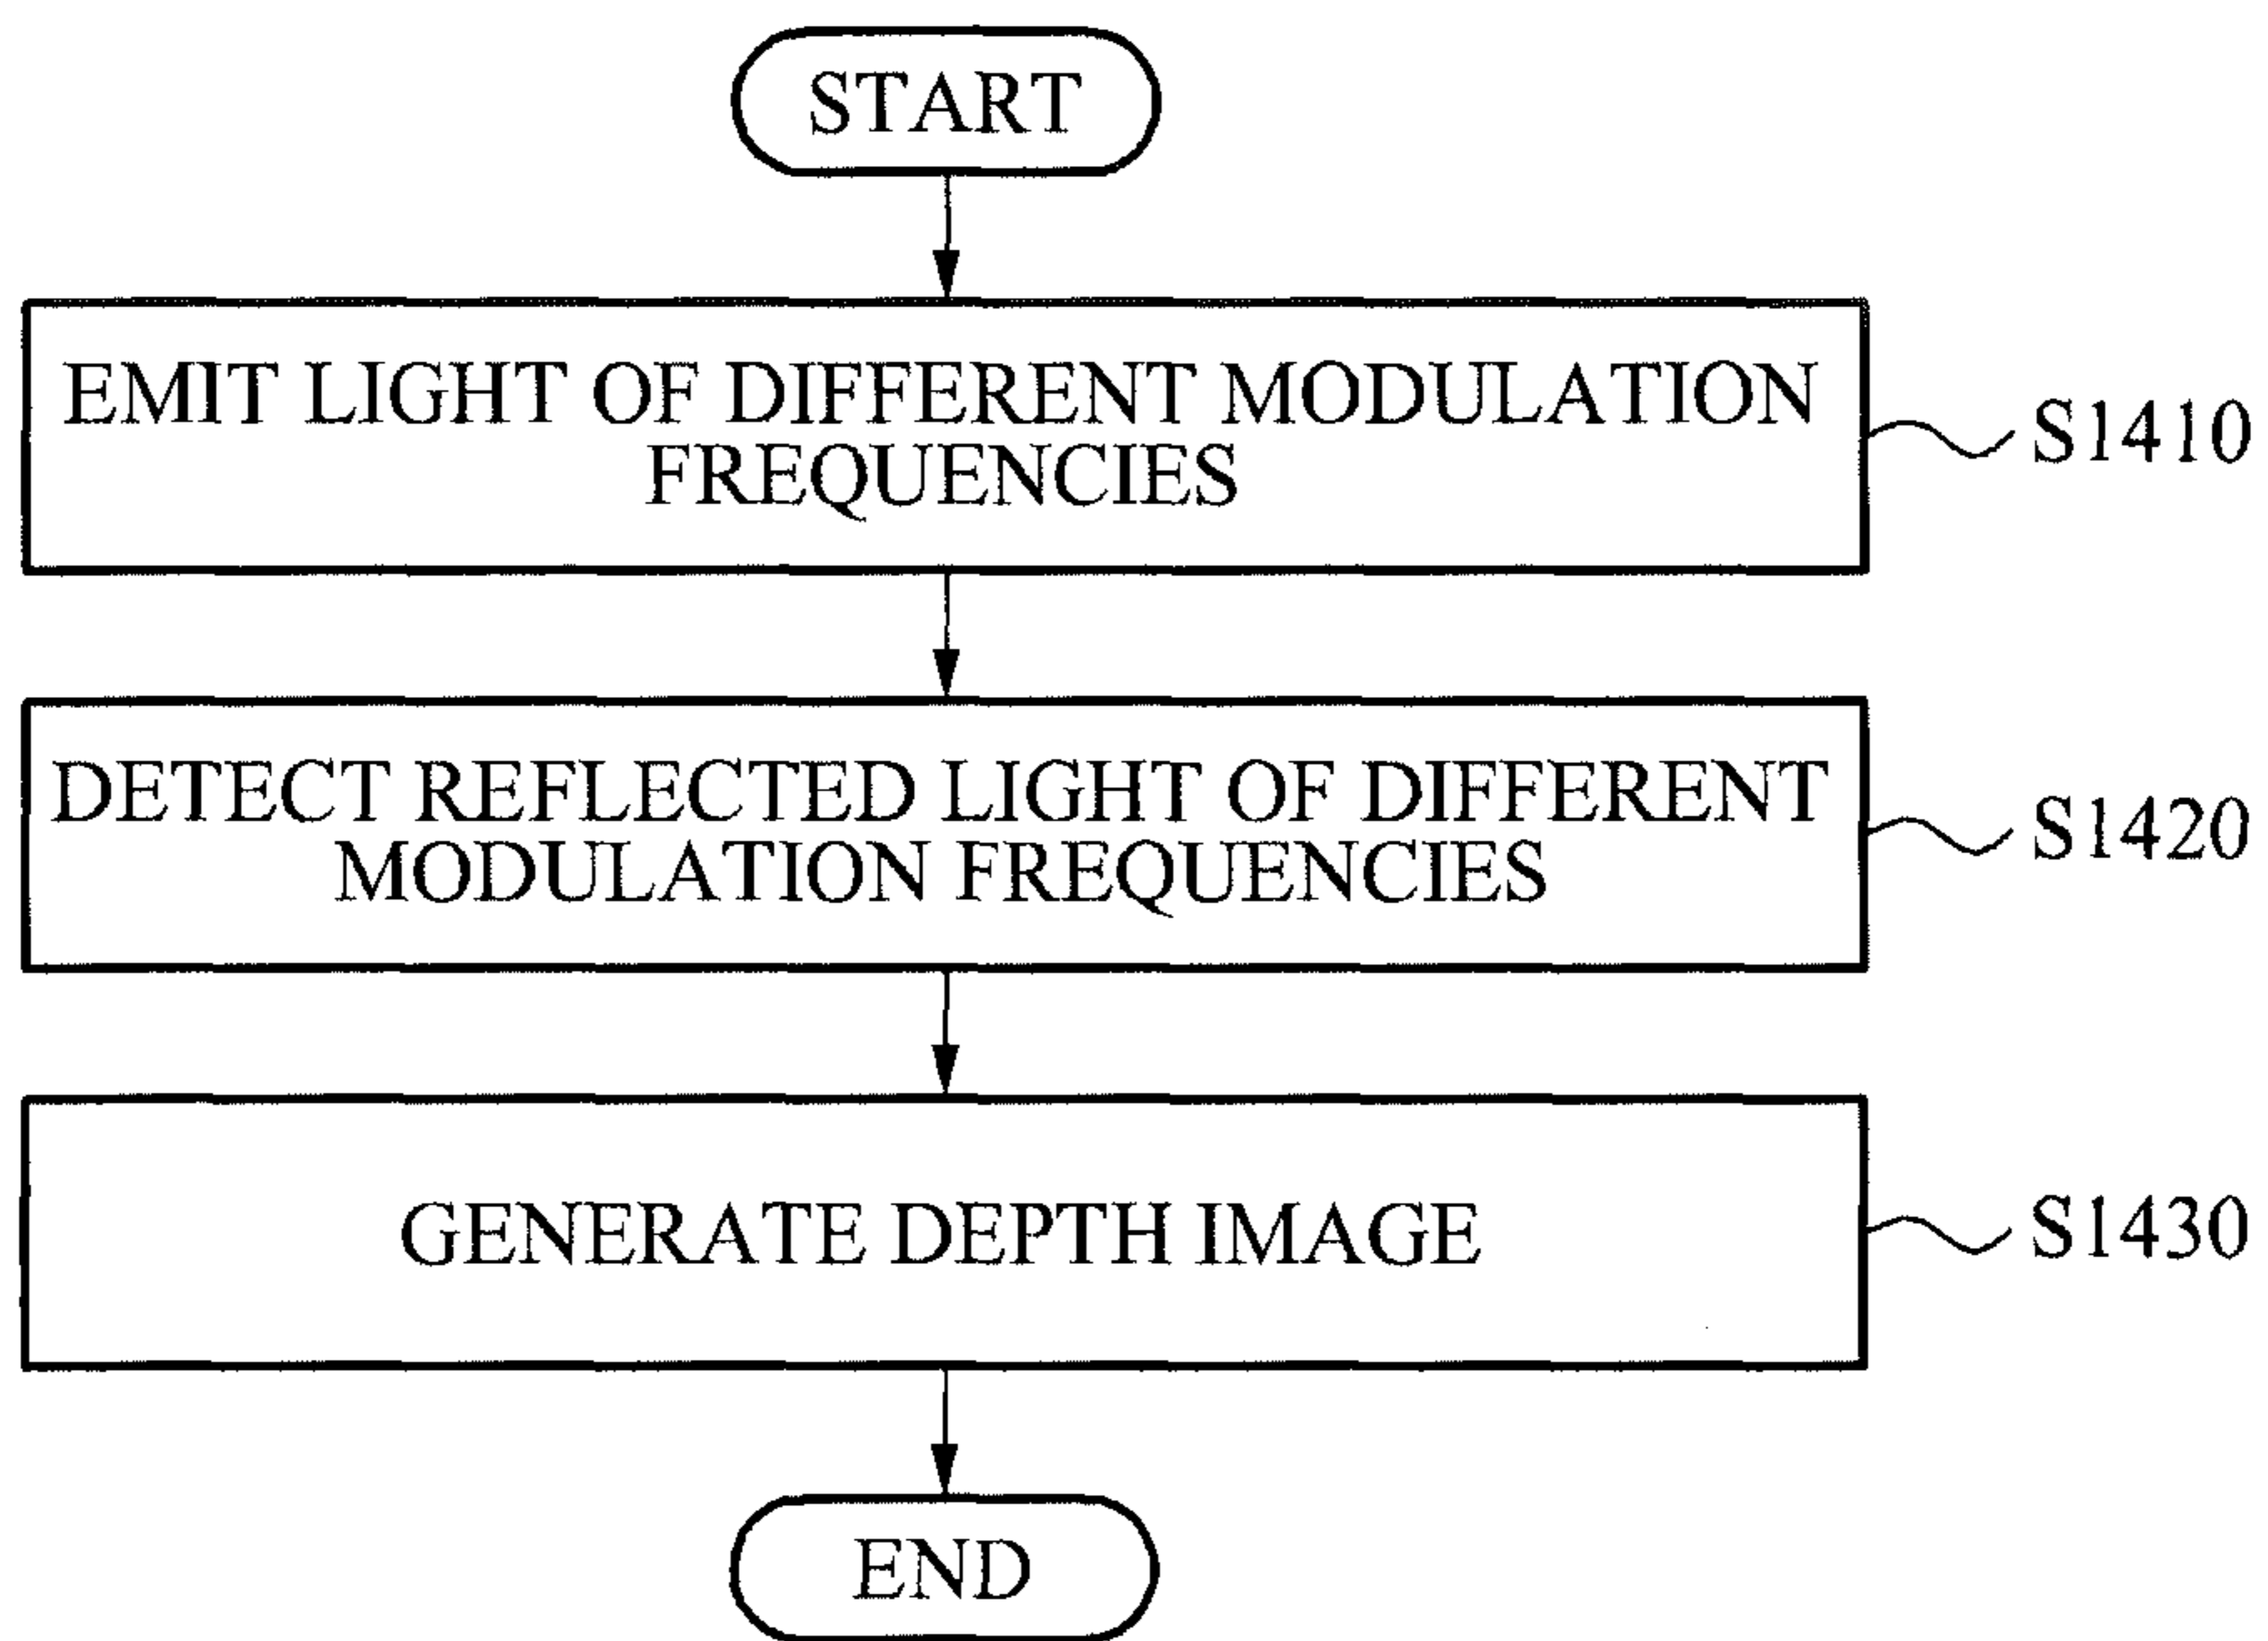 START
EMIT LIGHT OF DIFFERENT MODULATION
FREQUENCIES
S1410
DETECT REFLECTED LIGHT OF DIFFERENT
MODULATION FREQUENCIES
S1420
GENERATE DEPTH IMAGE
S1430
END